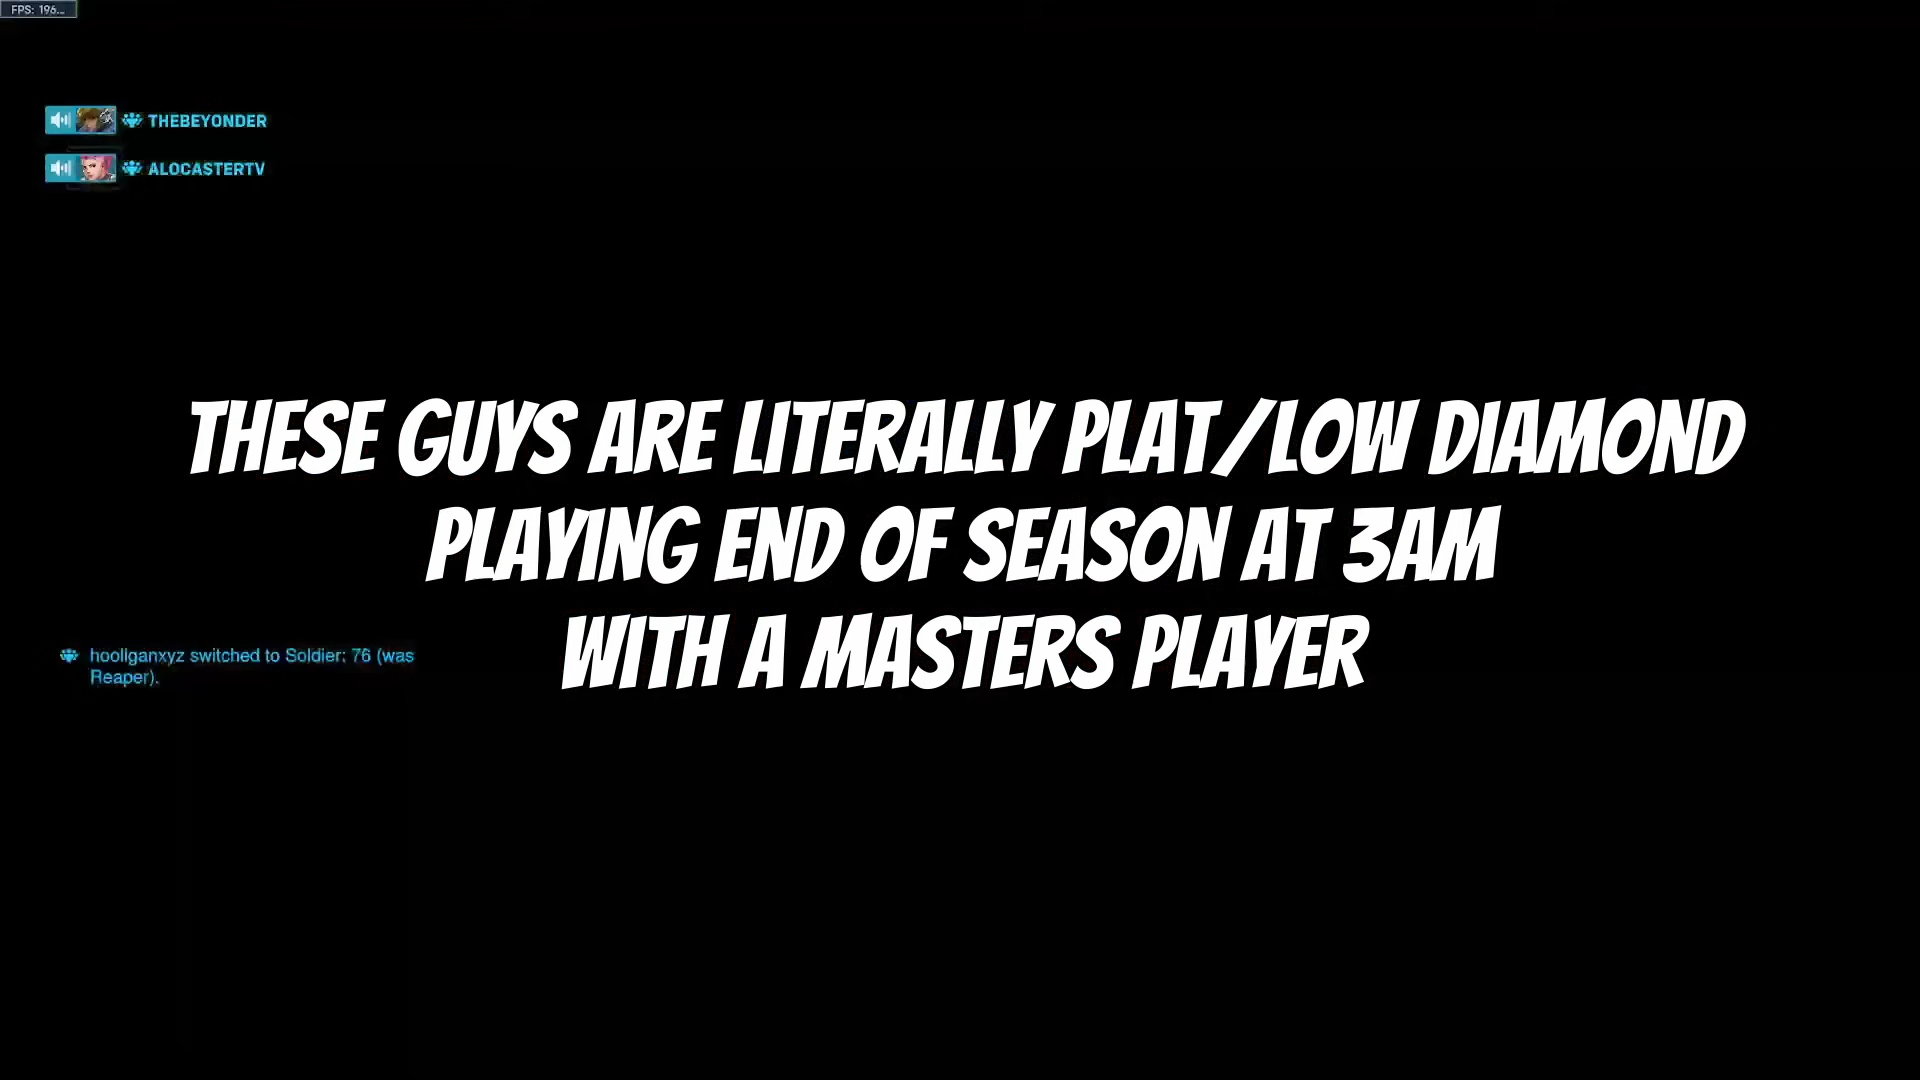 FPS: 196...
THEBEYONDER
ALOCASTERTV
THESE GUYS ARE LITERALLY PLAT/LOW DIAMOND
PLAYING END OF SEASON AT 3AM
WITH A MASTERS PLAYER
hoollganxyz switched to Soldier: 76 (was
Reaper).